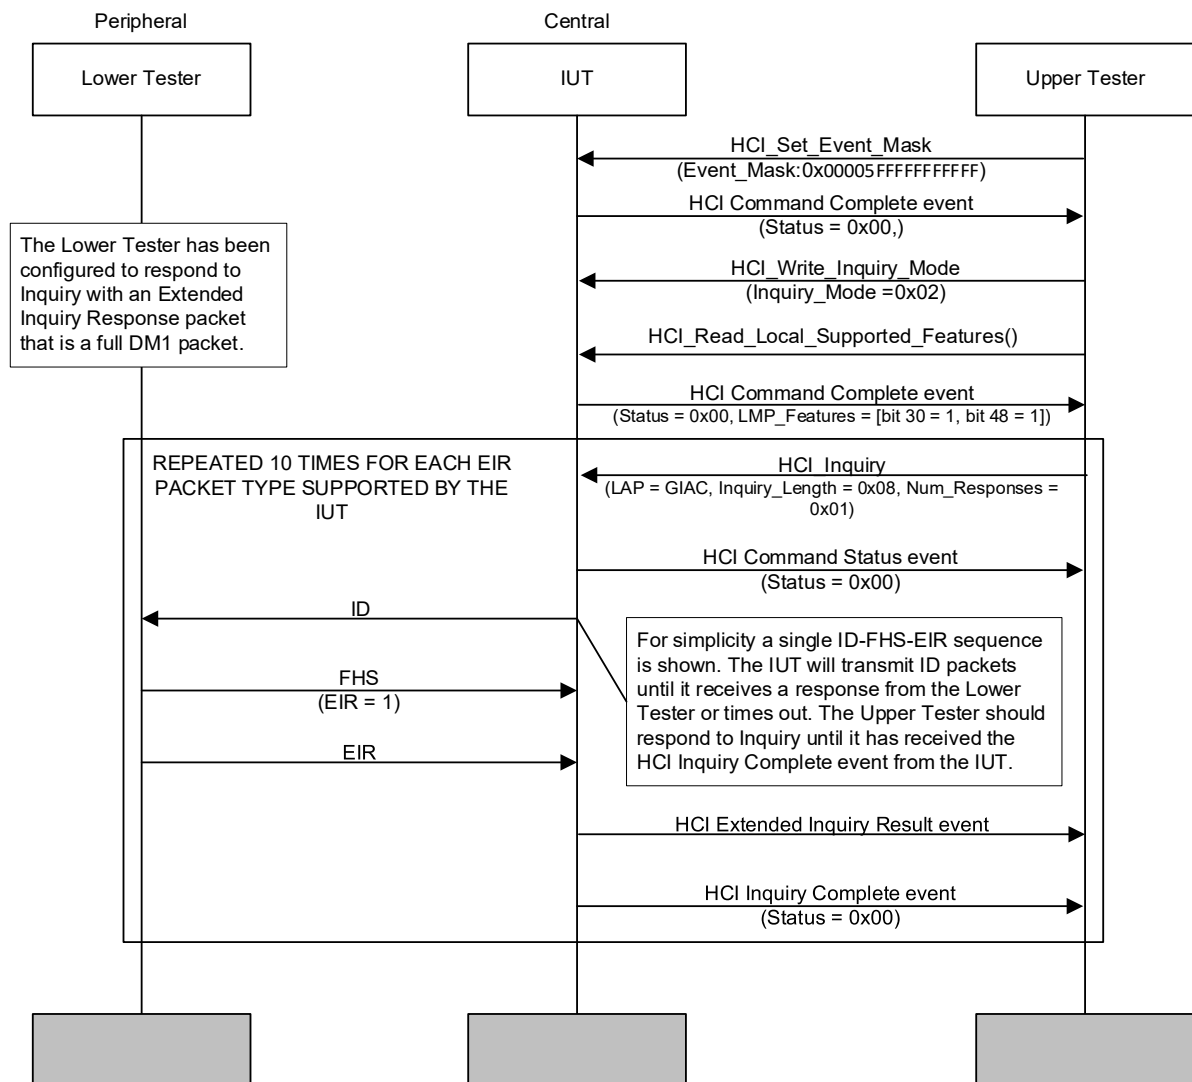 Peripheral
Central
Lower Tester
IUT
Upper Tester
HCI_Set_Event_Mask
(Event_Mask:0x00005FFFFFFFFFFF)
HCI Command Complete event
(Status = 0x00,)
The Lower Tester has been
configured to respond to
Inquiry with an Extended
Inquiry Response packet
that is a full DM1 packet.
HCI_Write_Inquiry_Mode
(Inquiry_Mode =0x02)
HCI_Read_Local_Supported_Features()
HCI Command Complete event
(Status = 0x00, LMP_Features = [bit 30 = 1, bit 48 = 1])
REPEATED 10 TIMES FOR EACH EIR
PACKET TYPE SUPPORTED BY THE
IUT
HCI_Inquiry
(LAP = GIAC, Inquiry_Length = 0x08, Num_Responses =
0x01)
HCI Command Status event
(Status = 0x00)
ID
For simplicity a single ID-FHS-EIR sequence
is shown. The IUT will transmit ID packets
until it receives a response from the Lower
Tester or times out. The Upper Tester should
respond to Inquiry until it has received the
HCI Inquiry Complete event from the IUT.
FHS
(EIR = 1)
EIR
HCI Extended Inquiry Result event
HCI Inquiry Complete event
(Status = 0x00)